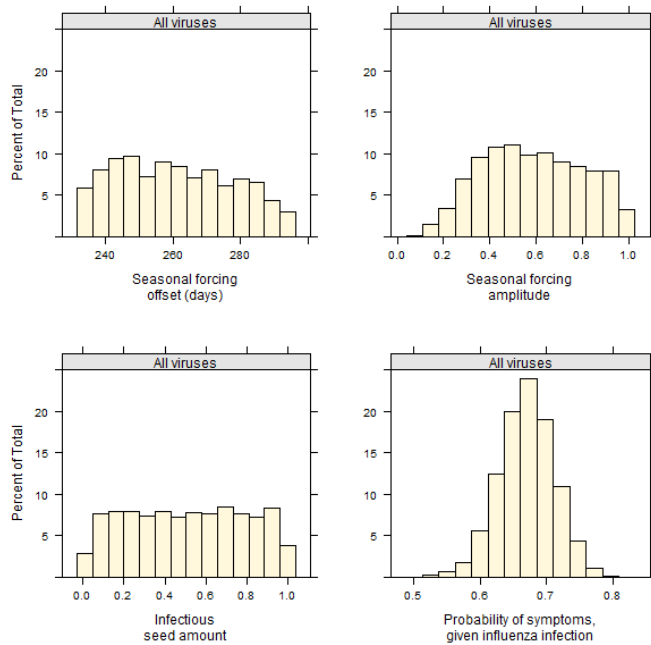 All viruses
All viruses
20
15
10
5
Percent of Total
240 260 280
Seasonal forcing
offset (days)
20
15
10
5
0.0 0.2 0.4 0.6 0.8 1.0
Seasonal forcing
amplitude
All viruses
All viruses
20
15
10
5
Percent of Total
0.0 0.2 0.4 0.6 0.8 1.0
Infectious
seed amount
20
15
10
5
0.5 0.6 0.7 0.8
Probability of symptoms,
given influenza infection